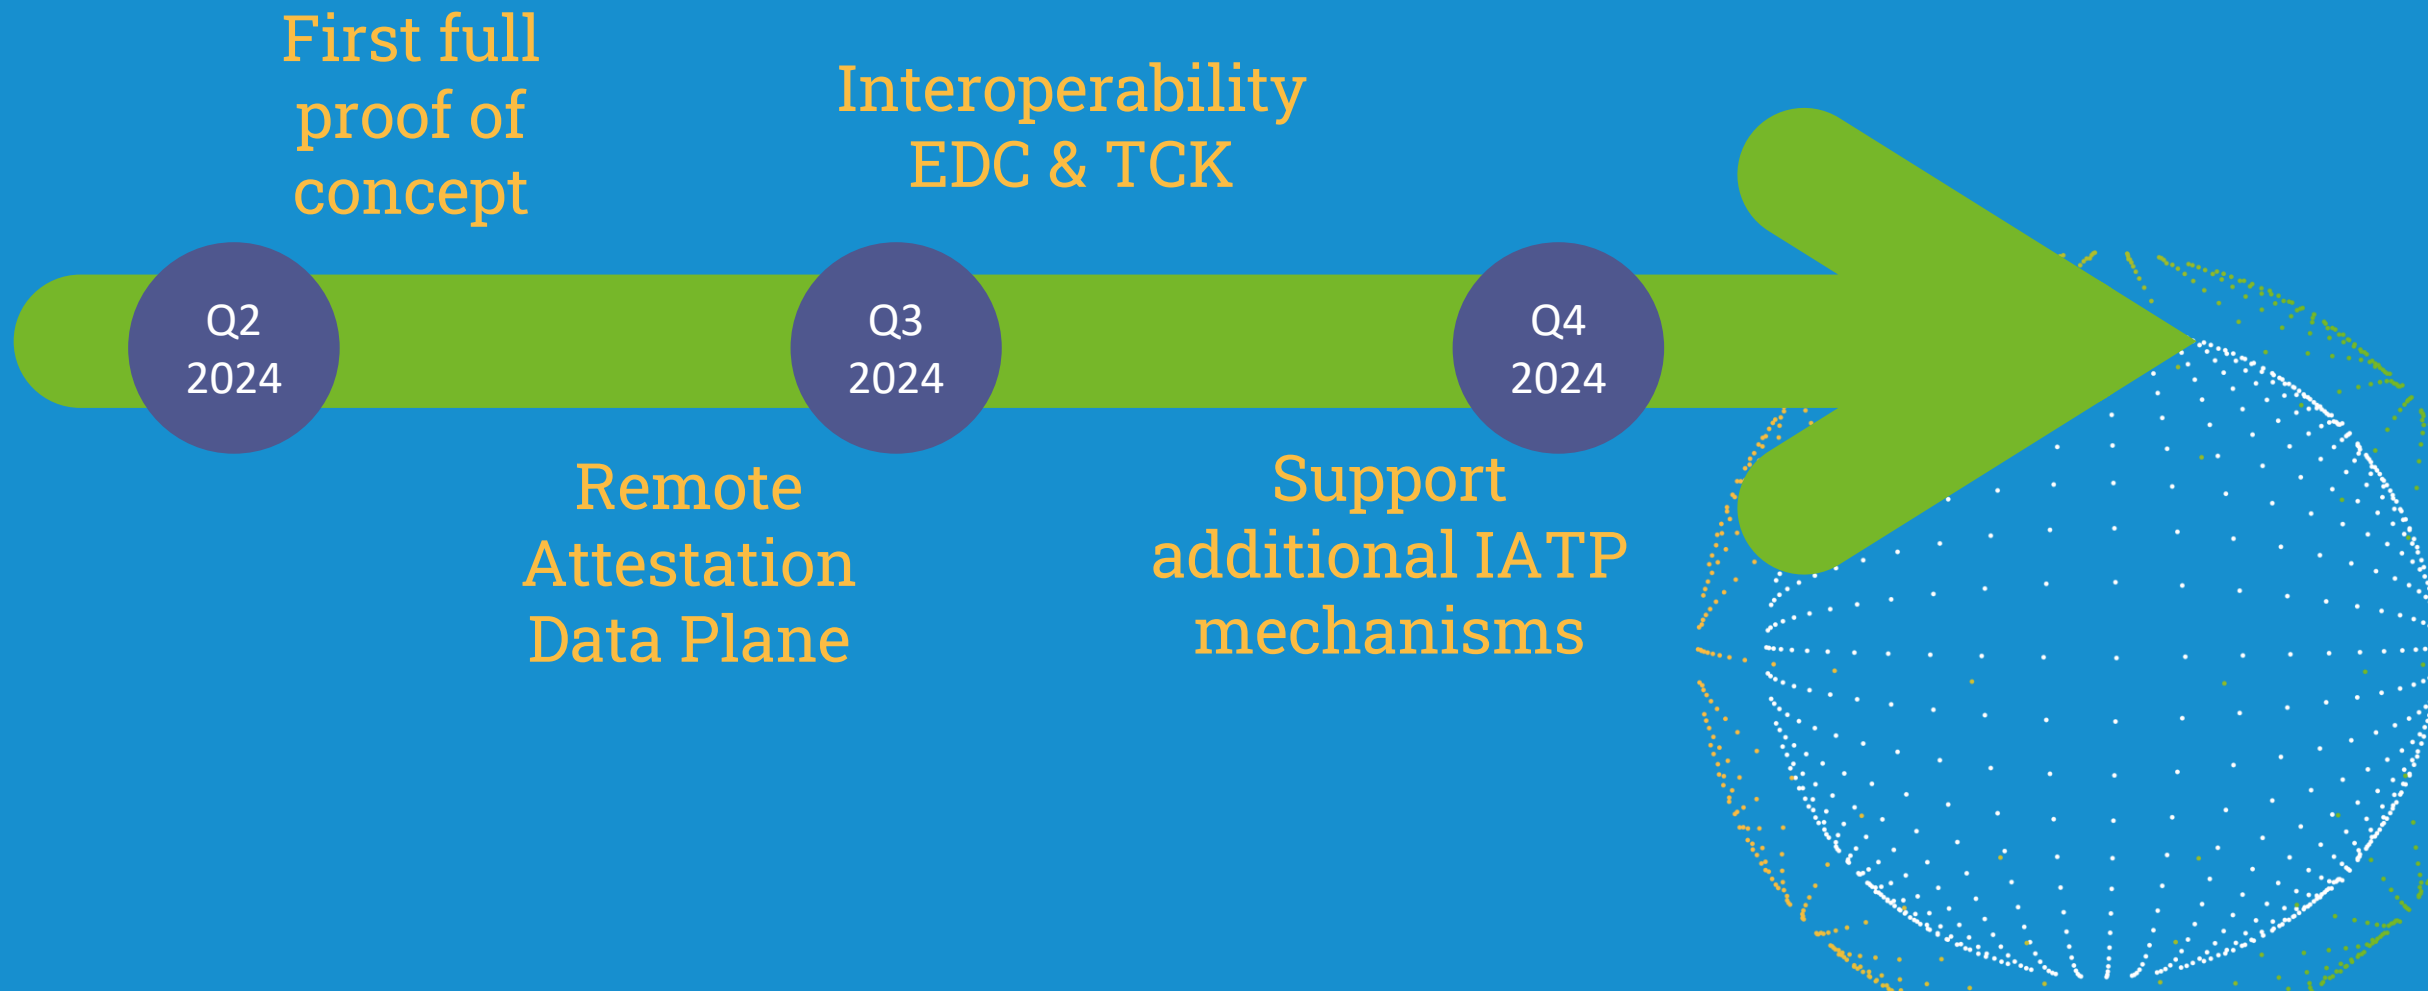 First full
proof of
concept
Interoperability
EDC & TCK
Q2
2024
Q3
2024
Q4
2024
Remote
Attestation
Data Plane
Support
additional IATP
mechanisms